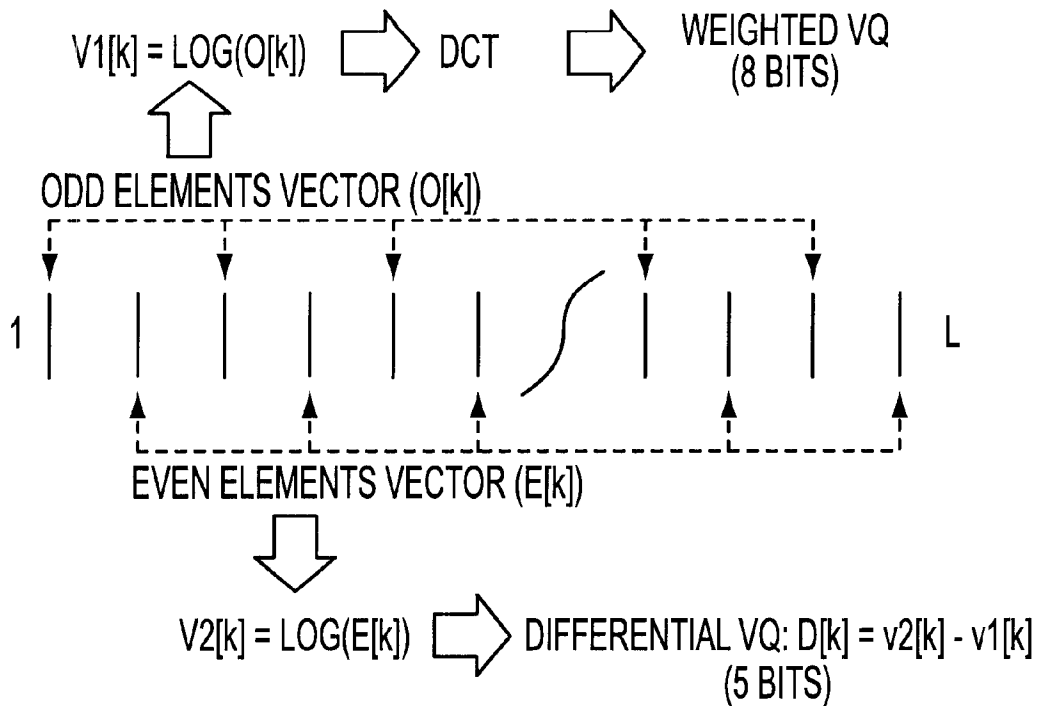 V1[k] = LOG(O[k])
DCT
WEIGHTED VQ
(8 BITS)
ODD ELEMENTS VECTOR (O[k])
1
L
EVEN ELEMENTS VECTOR (E[k])
V2[k] = LOG(E[k])
DIFFERENTIAL VQ: D[k] = v2[k] - v1[k]
(5 BITS)